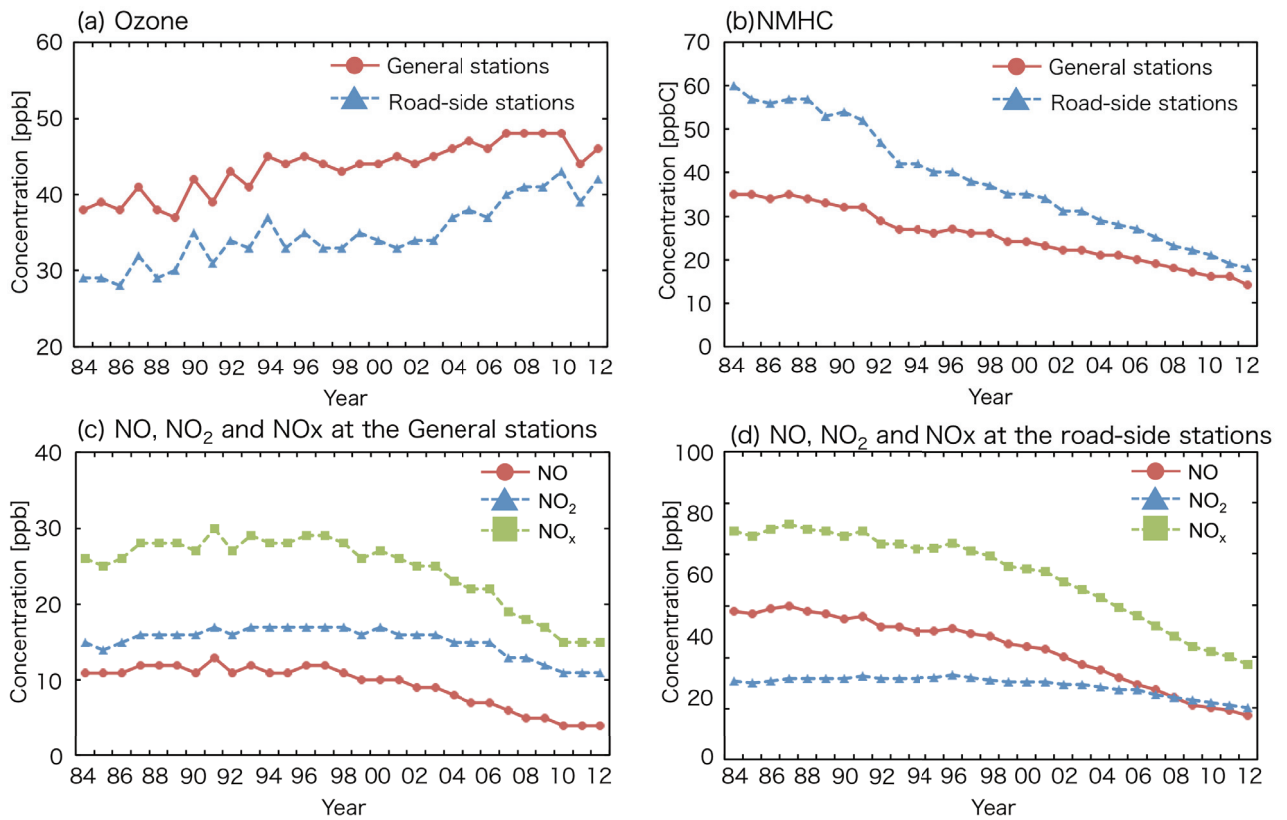 (a) Ozone
60
50
40
30
20
Concentration [ppb]
General stations
Road-side stations
84 86 88 90 92 94 96 98 00 02 04 06 08 10 12
Year
(b)NMHC
70
60
50
40
30
20
10
0
Concentration [ppbC]
General stations
Road-side stations
84 86 88 90 92 94 96 98 00 02 04 06 08 10 12
Year
(c) NO, NO₂ and NOx at the General stations
40
30
20
10
0
Concentration [ppb]
NO
NO₂
NOₓ
84 86 88 90 92 94 96 98 00 02 04 06 08 10 12
Year
(d) NO, NO₂ and NOx at the road-side stations
100
80
60
40
20
0
Concentration [ppb]
NO
NO₂
NOₓ
84 86 88 90 92 94 96 98 00 02 04 06 08 10 12
Year